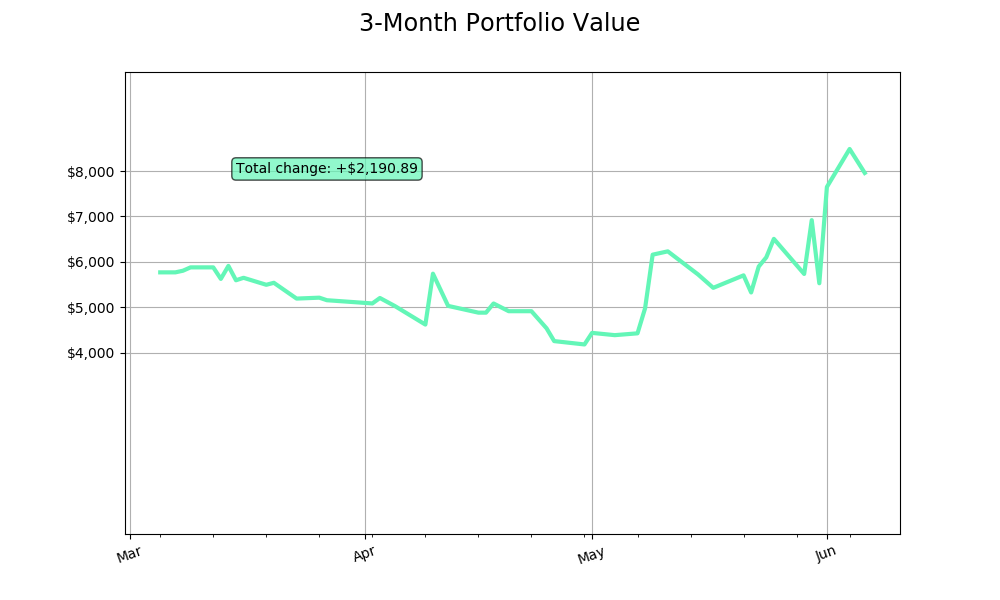 3-Month Portfolio Value
Total change: +$2,190.89
$8,000
$7,000
$6,000
$5,000
$4,000
Mar
Apr
May
Jun